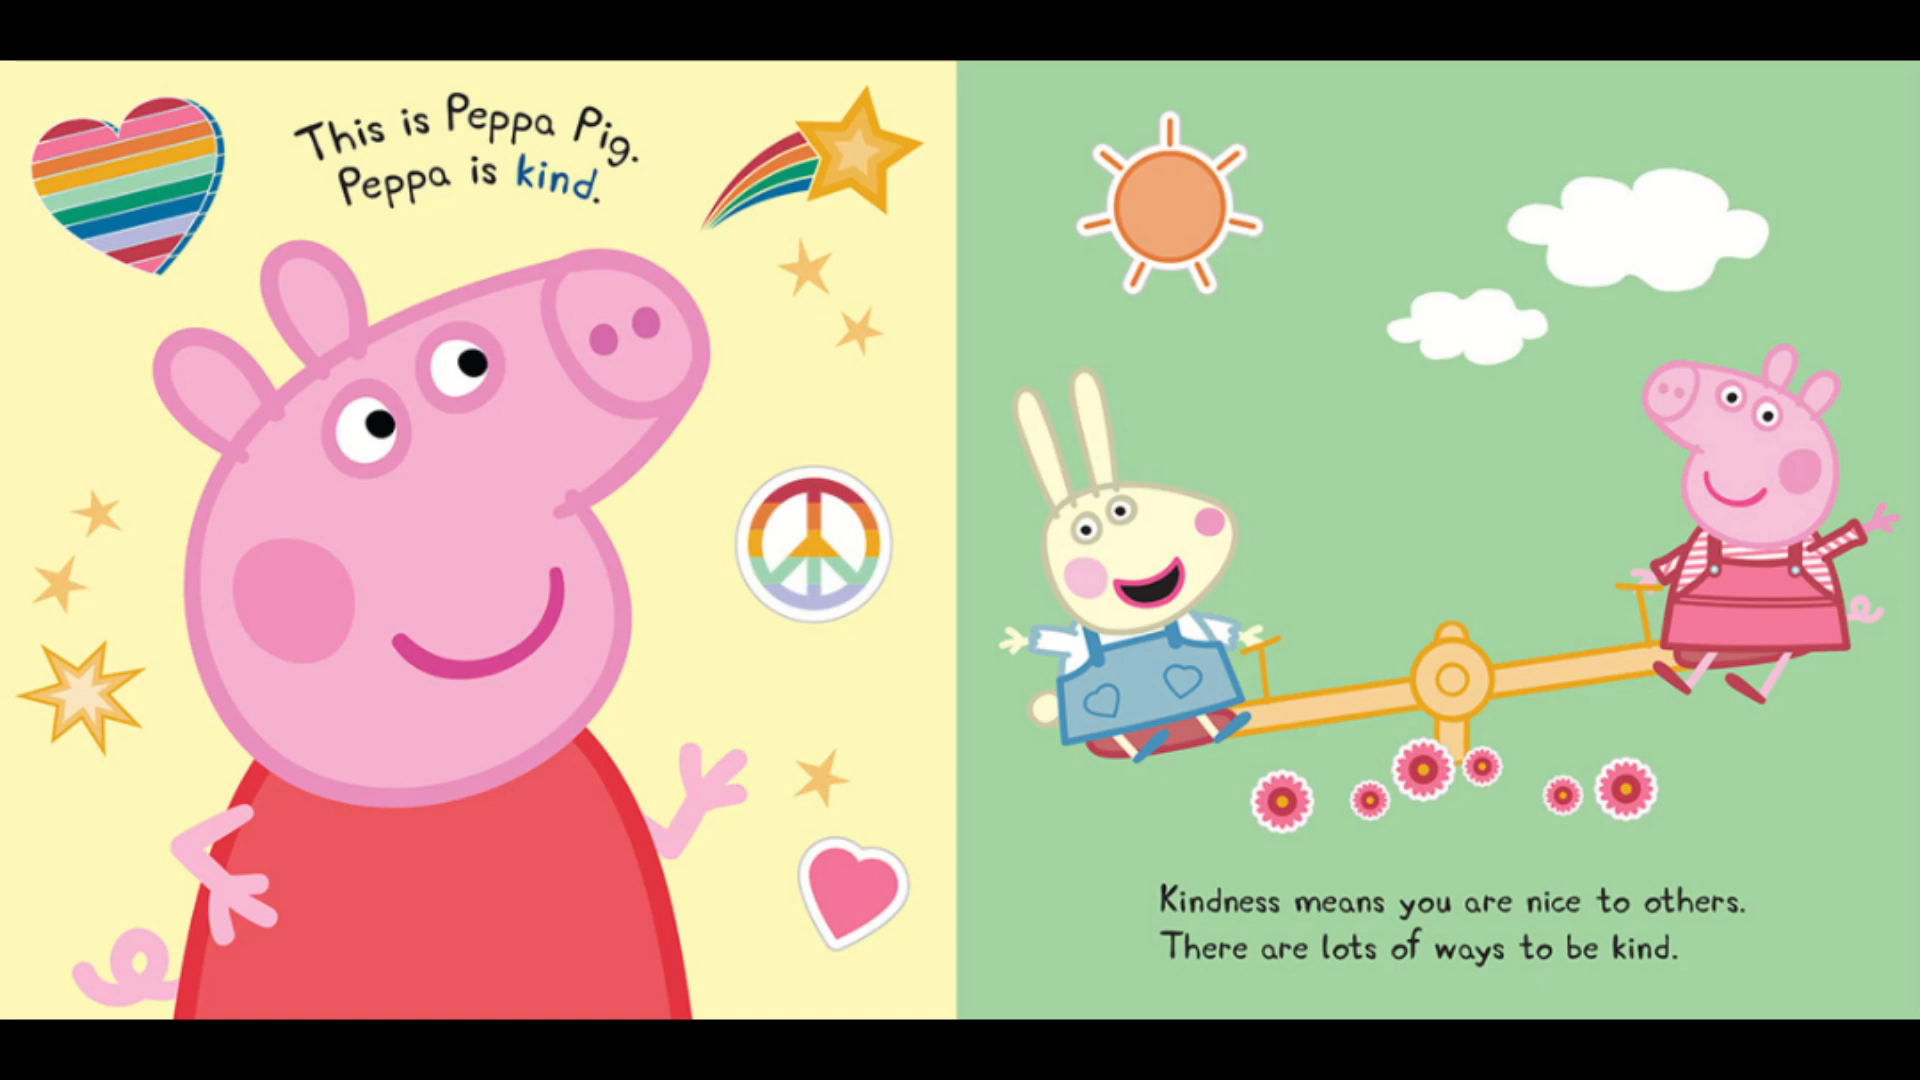 This is Peppa Pig.
Peppa is kind.
Kindness means you are nice to others.
There are lots of ways to be kind.